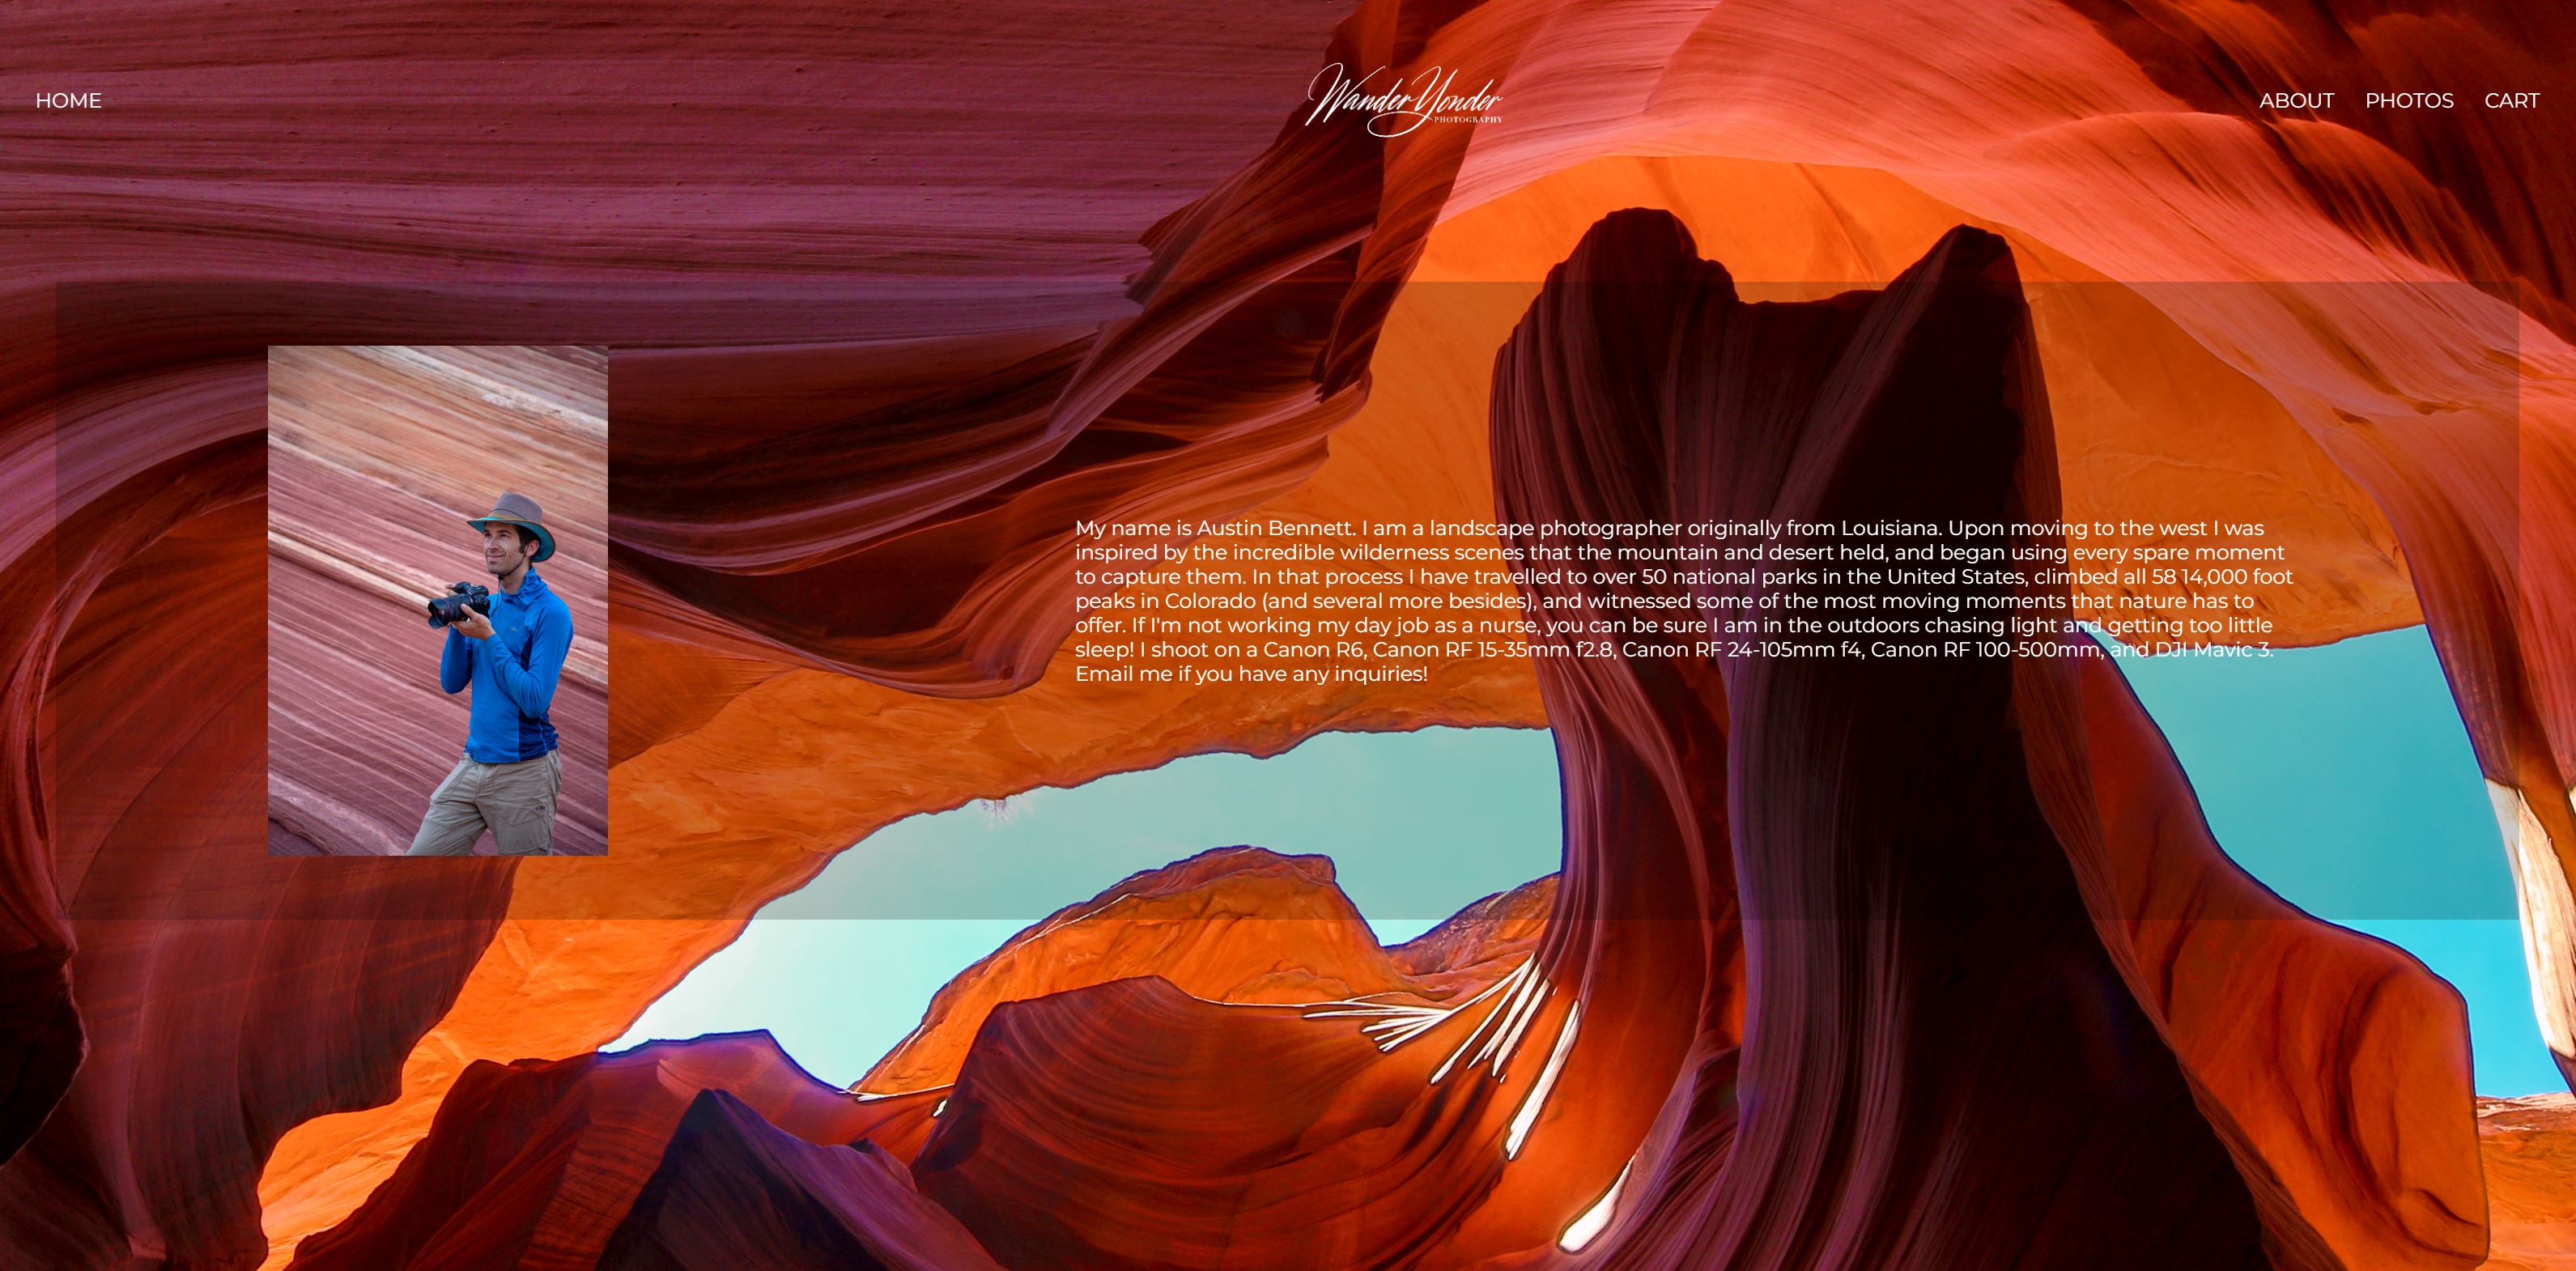 HOME
WanderYonder
PHOTOGRAPHY
ABOUT PHOTOS CART
My name is Austin Bennett. I am a landscape photographer originally from Louisiana. Upon moving to the west I was
inspired by the incredible wilderness scenes that the mountain and desert held, and began using every spare moment
to capture them. In that process I have travelled to over 50 national parks in the United States, climbed all 58 14,000 foot
peaks in Colorado (and several more besides), and witnessed some of the most moving moments that nature has to
offer. If I'm not working my day job as a nurse, you can be sure I am in the outdoors chasing light and getting too little
sleep! I shoot on a Canon R6, Canon RF 15-35mm f2.8, Canon RF 24-105mm f4, Canon RF 100-500mm, and DJI Mavic 3.
Email me if you have any inquiries!